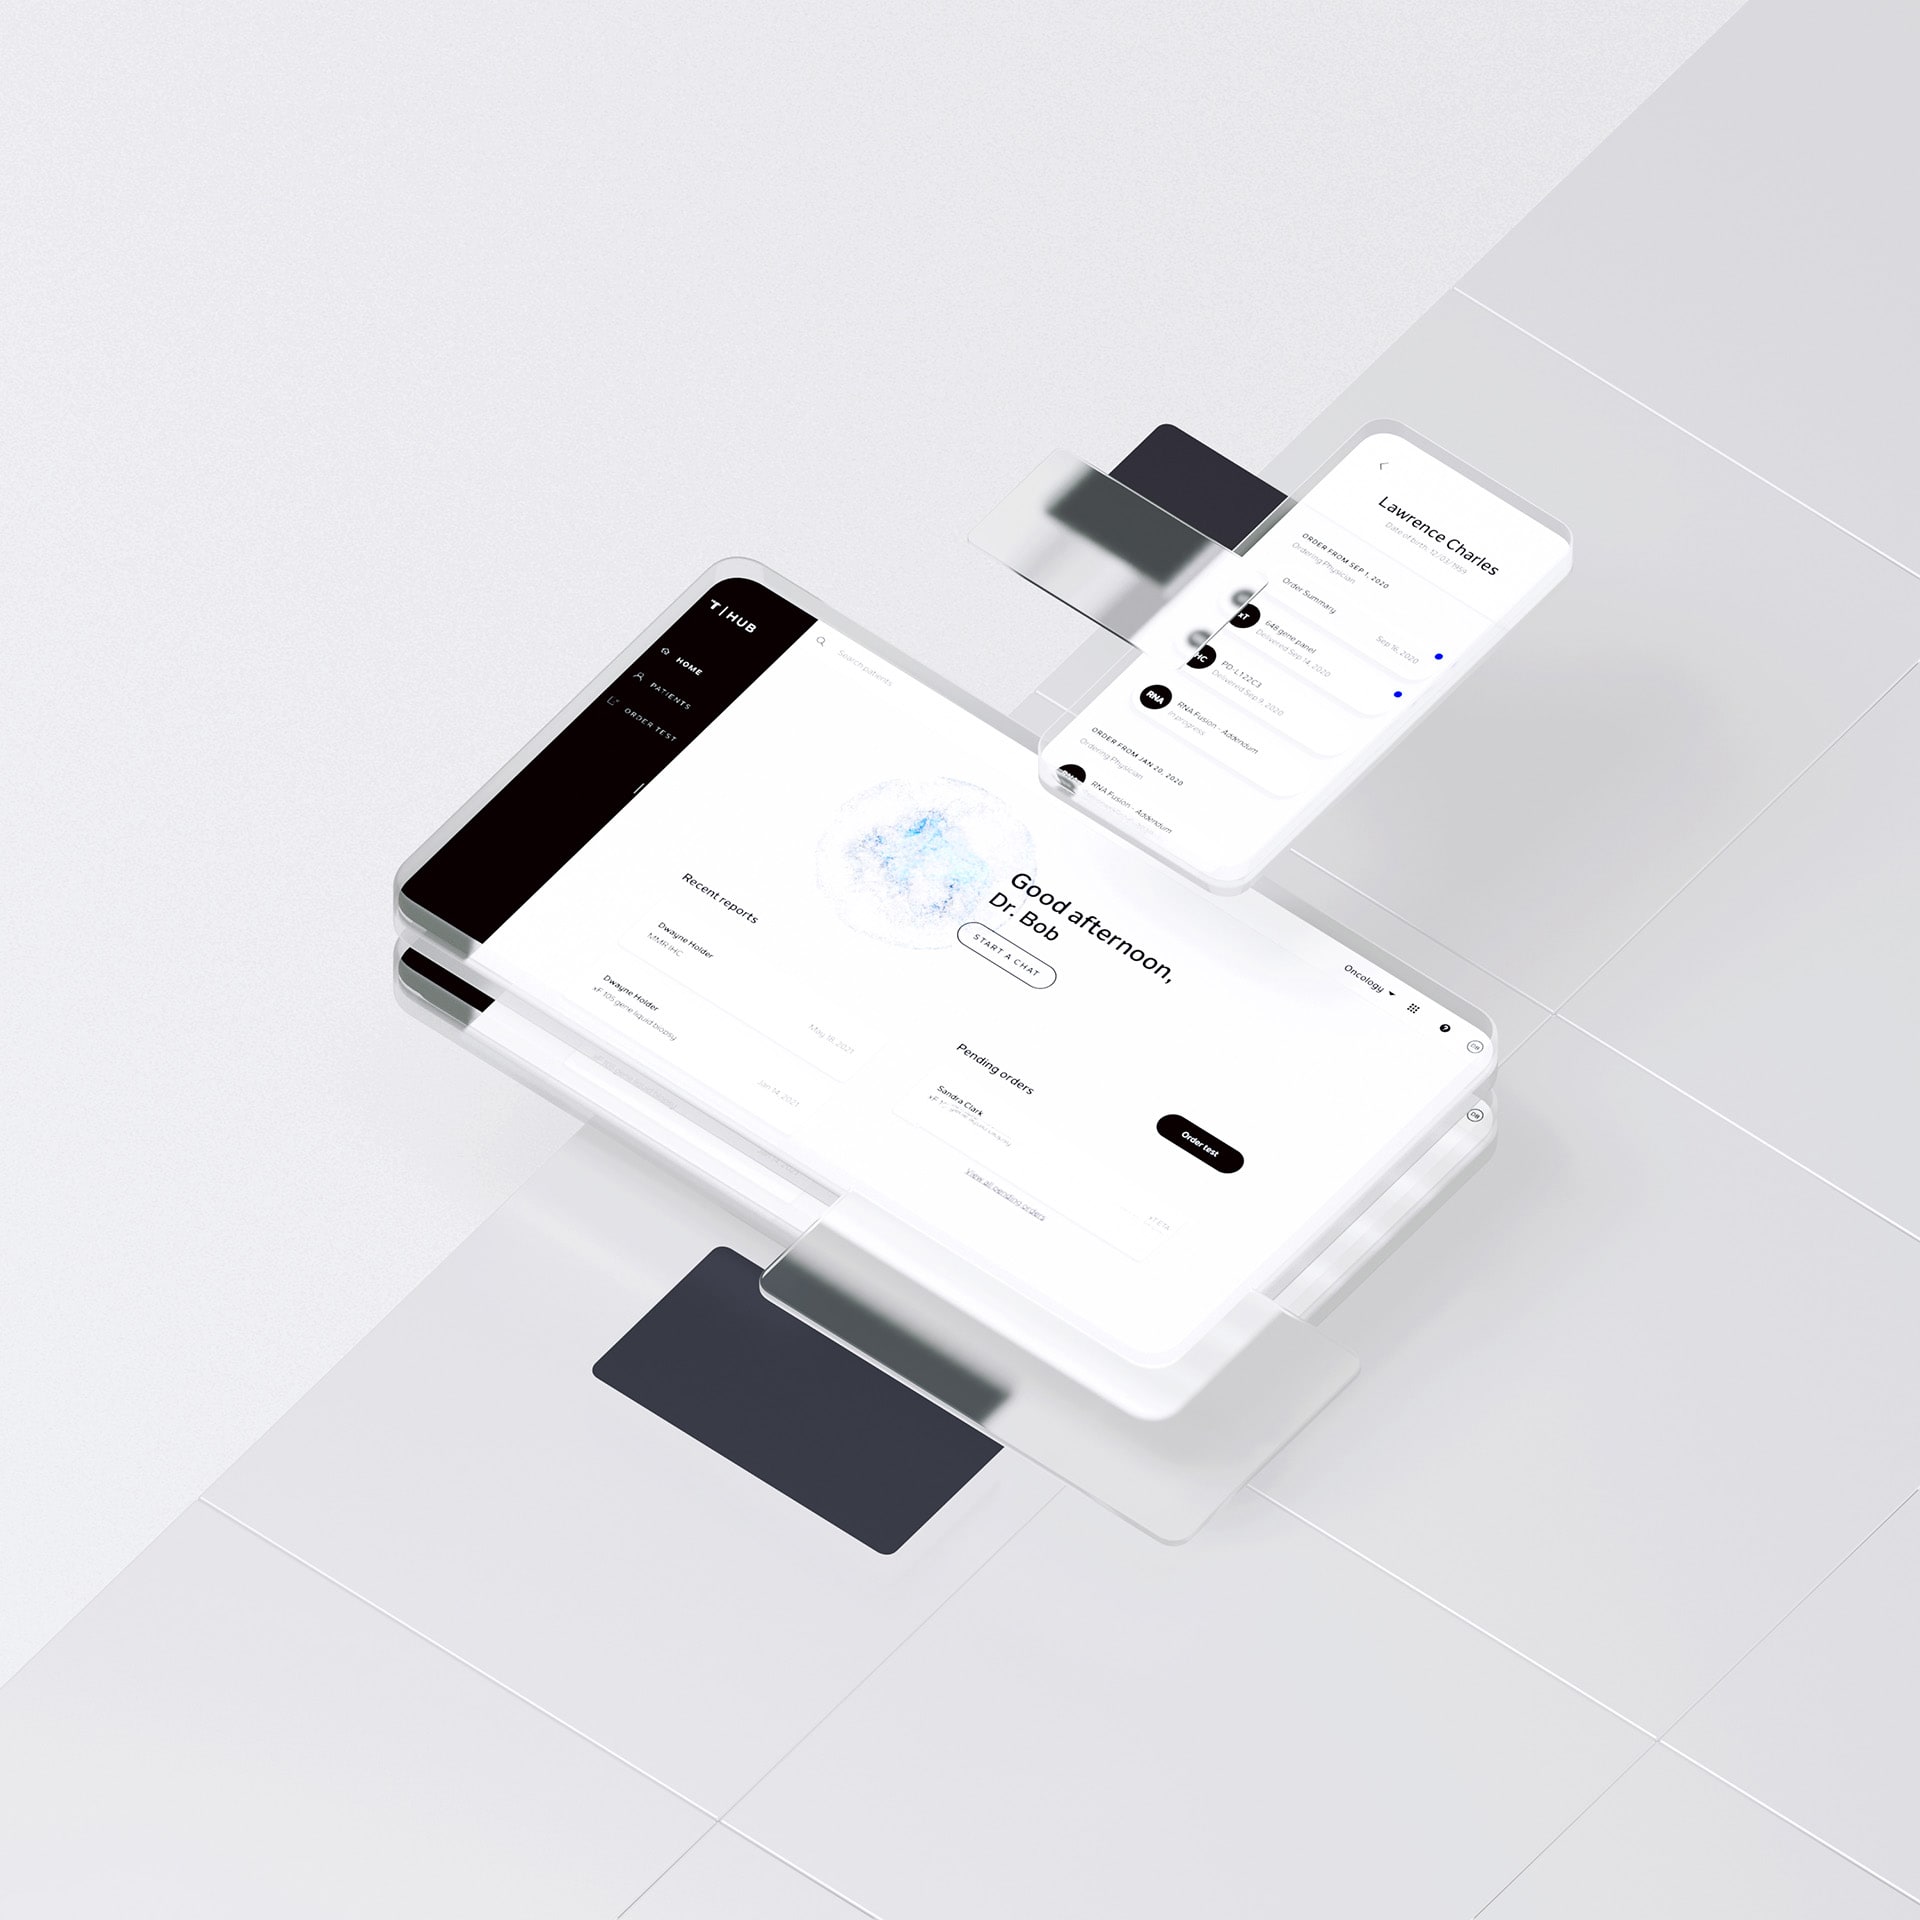 T|HUB
HOME
PATIENTS
ORDER TEST
Search patients
Oncology
?
DB
Good afternoon,
Dr. Bob
START A CHAT
Recent reports
Dwayne Holder
MMR IHC
May 18, 2021
Dwayne Holder
xF 105 gene liquid biopsy
Jan 14, 2021
Pending orders
Sandra Clark
xF
View all pending orders
Order test
xT ETA
DB
Lawrence Charles
Date of birth: 12/03/1959
ORDER FROM SEP 1, 2020
Ordering Physician
Order Summary
Sep 16, 2020
xT
648 gene panel
Delivered Sep 14, 2020
IHC
PD-L122C3
Delivered Sep 9, 2020
RNA
RNA Fusion - Addendum
In progress
ORDER FROM JAN 20, 2020
Ordering Physician
RNA
RNA Fusion - Addendum